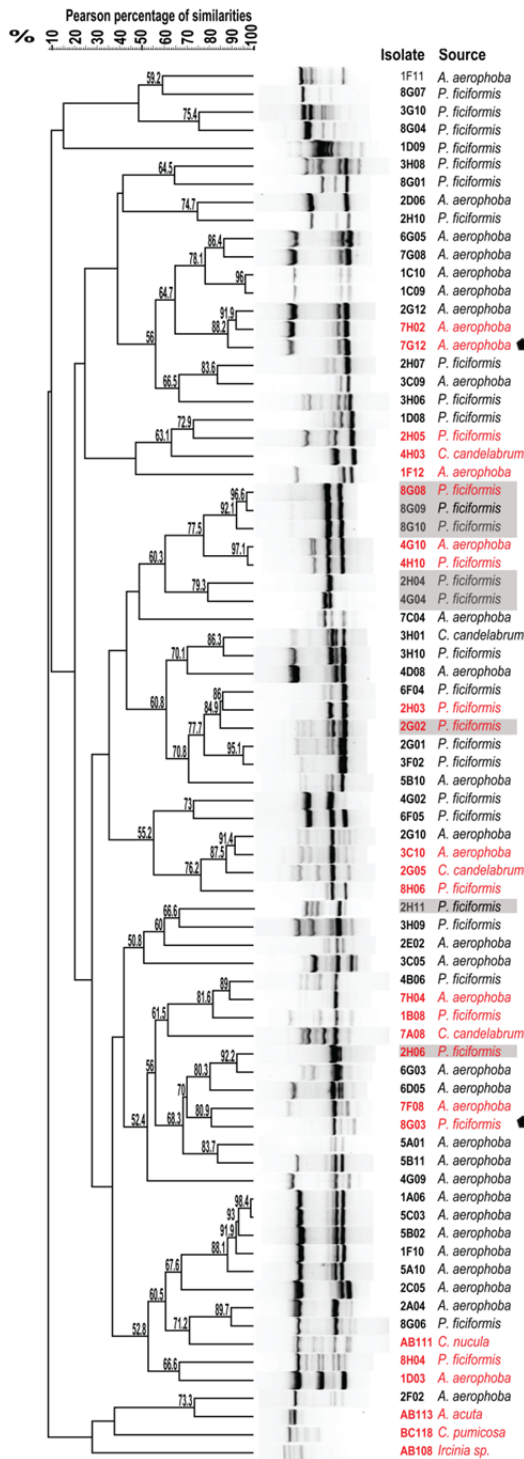 Pearson percentage of similarities
% 10 20 30 40 50 60 70 80 90 100
Isolate Source
59.2 1F11 A. aerophoba
8G07 P. ficiformis
75.4 3G10 P. ficiformis
8G04 P. ficiformis
1D09 P. ficiformis
64.5 3H08 P. ficiformis
8G01 P. ficiformis
74.7 2D06 A. aerophoba
2H10 P. ficiformis
86.4 6G05 A. aerophoba
78.1 7G08 A. aerophoba
96 1C10 A. aerophoba
64.7 1C09 A. aerophoba
91.9 2G12 A. aerophoba
88.2 7H02 A. aerophoba
56 7G12 A. aerophoba
83.6 2H07 P. ficiformis
66.5 3C09 A. aerophoba
3H06 P. ficiformis
72.9 1D08 P. ficiformis
63.1 2H05 P. ficiformis
4H03 C. candelabrum
1F12 A. aerophoba
96.6 8G08 P. ficiformis
92.1 8G09 P. ficiformis
77.5 8G10 P. ficiformis
97.1 4G10 A. aerophoba
60.3 4H10 P. ficiformis
79.3 2H04 P. ficiformis
4G04 P. ficiformis
7C04 A. aerophoba
86.3 3H01 C. candelabrum
70.1 3H10 P. ficiformis
4D08 A. aerophoba
60.8 86 6F04 P. ficiformis
84.9 2H03 P. ficiformis
77.7 2G02 P. ficiformis
95.1 2G01 P. ficiformis
70.8 3F02 P. ficiformis
5B10 A. aerophoba
73 4G02 P. ficiformis
6F05 P. ficiformis
55.2 91.4 2G10 A. aerophoba
87.5 3C10 A. aerophoba
76.2 2G05 C. candelabrum
8H06 P. ficiformis
66.6 2H11 P. ficiformis
60 3H09 P. ficiformis
50.8 2E02 A. aerophoba
3C05 A. aerophoba
89 4B06 P. ficiformis
81.6 7H04 A. aerophoba
61.5 1B08 P. ficiformis
7A08 C. candelabrum
56 92.2 2H06 P. ficiformis
80.3 6G03 A. aerophoba
70 6D05 A. aerophoba
80.9 7F08 A. aerophoba
52.4 68.3 8G03 P. ficiformis
83.7 5A01 A. aerophoba
5B11 A. aerophoba
4G09 A. aerophoba
98.4 1A06 A. aerophoba
93 5C03 A. aerophoba
91.9 5B02 A. aerophoba
88.1 1F10 A. aerophoba
67.6 5A10 A. aerophoba
60.5 2C05 A. aerophoba
89.7 2A04 A. aerophoba
52.8 71.2 8G06 P. ficiformis
AB111 C. nucula
66.6 8H04 P. ficiformis
1D03 A. aerophoba
73.3 2F02 A. aerophoba
AB113 A. acuta
BC118 C. pumicosa
AB108 Ircinia sp.